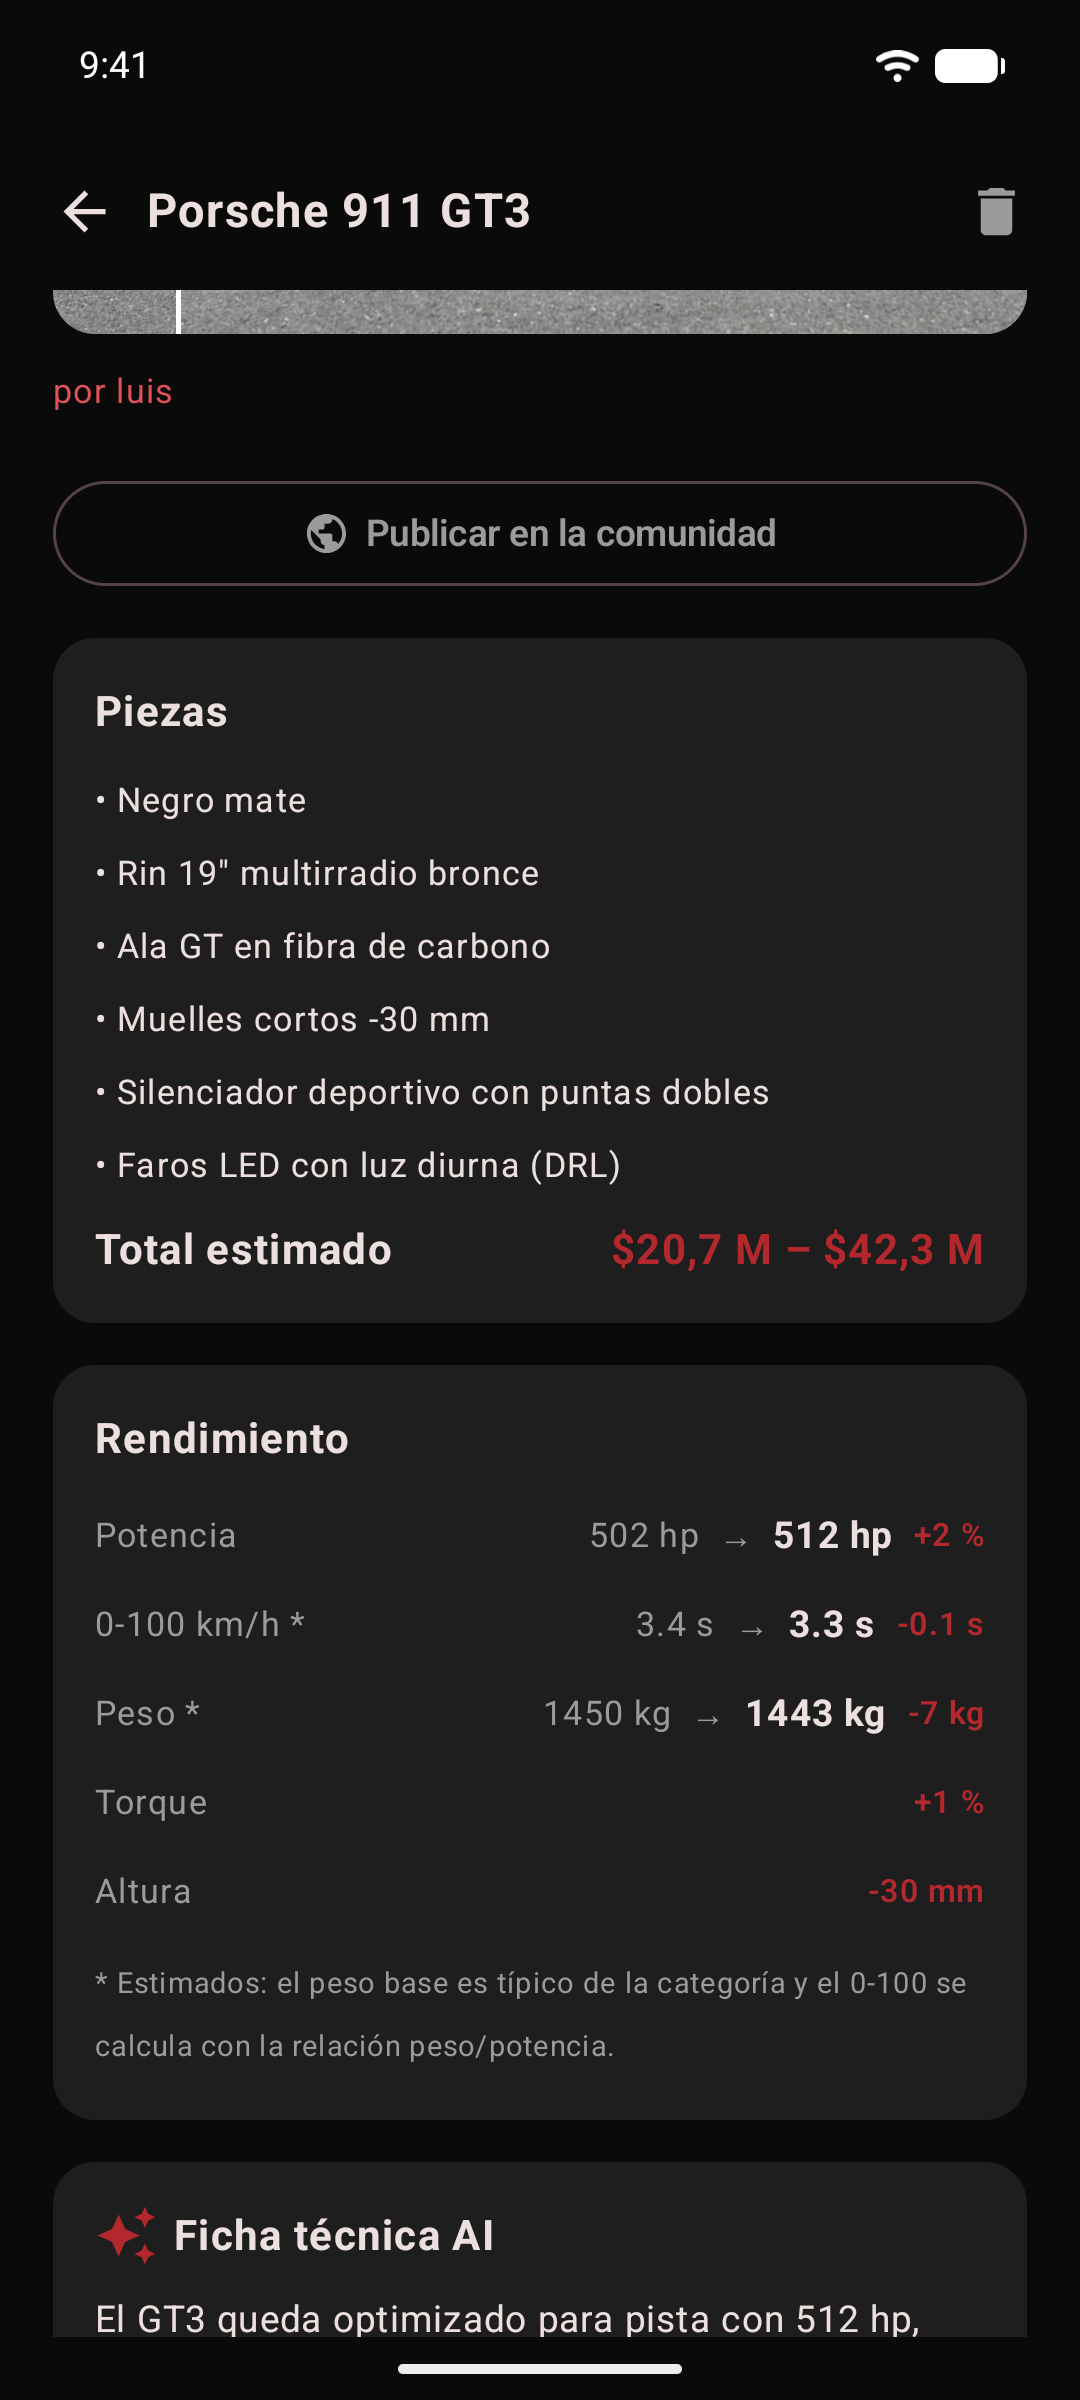 9:41
Porsche 911 GT3
por luis
Publicar en la comunidad
Piezas
• Negro mate
• Rin 19" multirradio bronce
• Ala GT en fibra de carbono
• Muelles cortos -30 mm
• Silenciador deportivo con puntas dobles
• Faros LED con luz diurna (DRL)
Total estimado $20,7 M – $42,3 M
Rendimiento
Potencia 502 hp → 512 hp +2 %
0-100 km/h * 3.4 s → 3.3 s -0.1 s
Peso * 1450 kg → 1443 kg -7 kg
Torque +1 %
Altura -30 mm
* Estimados: el peso base es típico de la categoría y el 0-100 se
calcula con la relación peso/potencia.
Ficha técnica AI
El GT3 queda optimizado para pista con 512 hp,